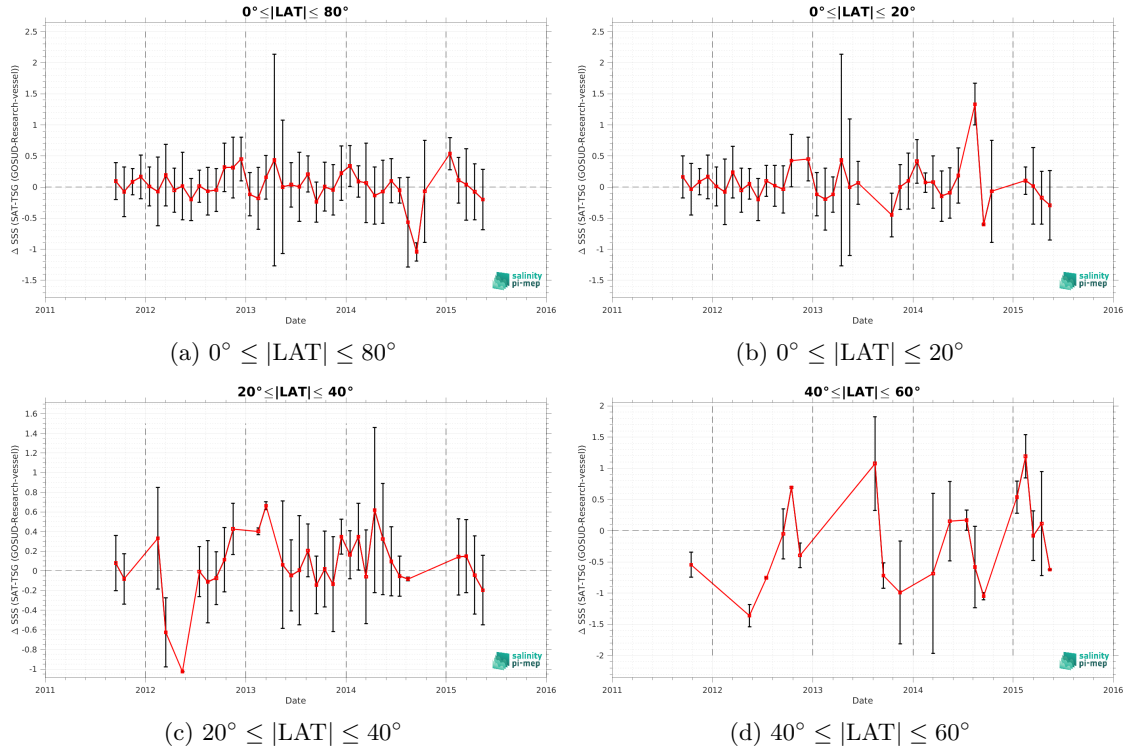 0°≤|LAT|≤ 80°
Δ SSS (SAT-TSG (GOSUD-Research-vessel))
2.5
2
1.5
1
0.5
0
-0.5
-1
-1.5
2011 2012 2013 2014 2015 2016
Date
salinity
pi-mep
(a) 0° ≤ |LAT| ≤ 80°
0°≤|LAT|≤ 20°
Δ SSS (SAT-TSG (GOSUD-Research-vessel))
2.5
2
1.5
1
0.5
0
-0.5
-1
-1.5
2011 2012 2013 2014 2015 2016
Date
salinity
pi-mep
(b) 0° ≤ |LAT| ≤ 20°
20°≤|LAT|≤ 40°
Δ SSS (SAT-TSG (GOSUD-Research-vessel))
1.6
1.4
1.2
1
0.8
0.6
0.4
0.2
0
-0.2
-0.4
-0.6
-0.8
-1
2011 2012 2013 2014 2015 2016
Date
salinity
pi-mep
(c) 20° ≤ |LAT| ≤ 40°
40°≤|LAT|≤ 60°
Δ SSS (SAT-TSG (GOSUD-Research-vessel))
2
1.5
1
0.5
0
-0.5
-1
-1.5
-2
2011 2012 2013 2014 2015 2016
Date
salinity
pi-mep
(d) 40° ≤ |LAT| ≤ 60°